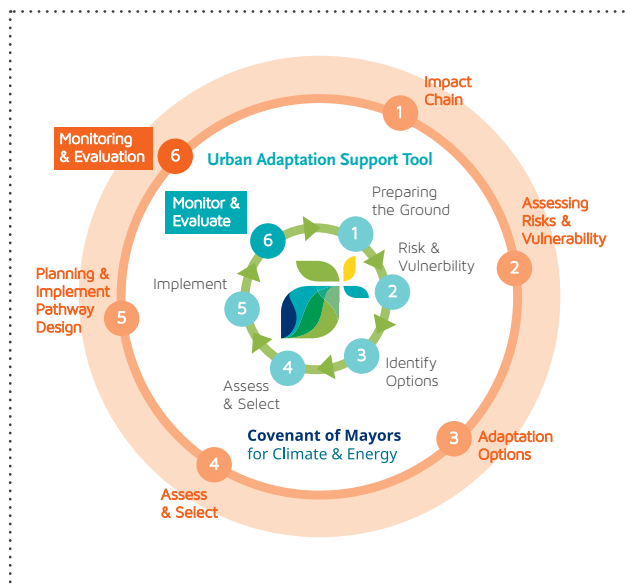 Impact
Chain
1
Monitoring
& Evaluation
6
Urban Adaptation Support Tool
Monitor &
Evaluate
6
Preparing
the Ground
1
Assessing
Risks &
Vulnerability
2
Risk &
Vulnerbility
2
Planning &
Implement
Pathway
Design
5
Implement
5
Identify
Options
3
Assess
& Select
4
Covenant of Mayors
for Climate & Energy
Adaptation
Options
3
Assess
& Select
4